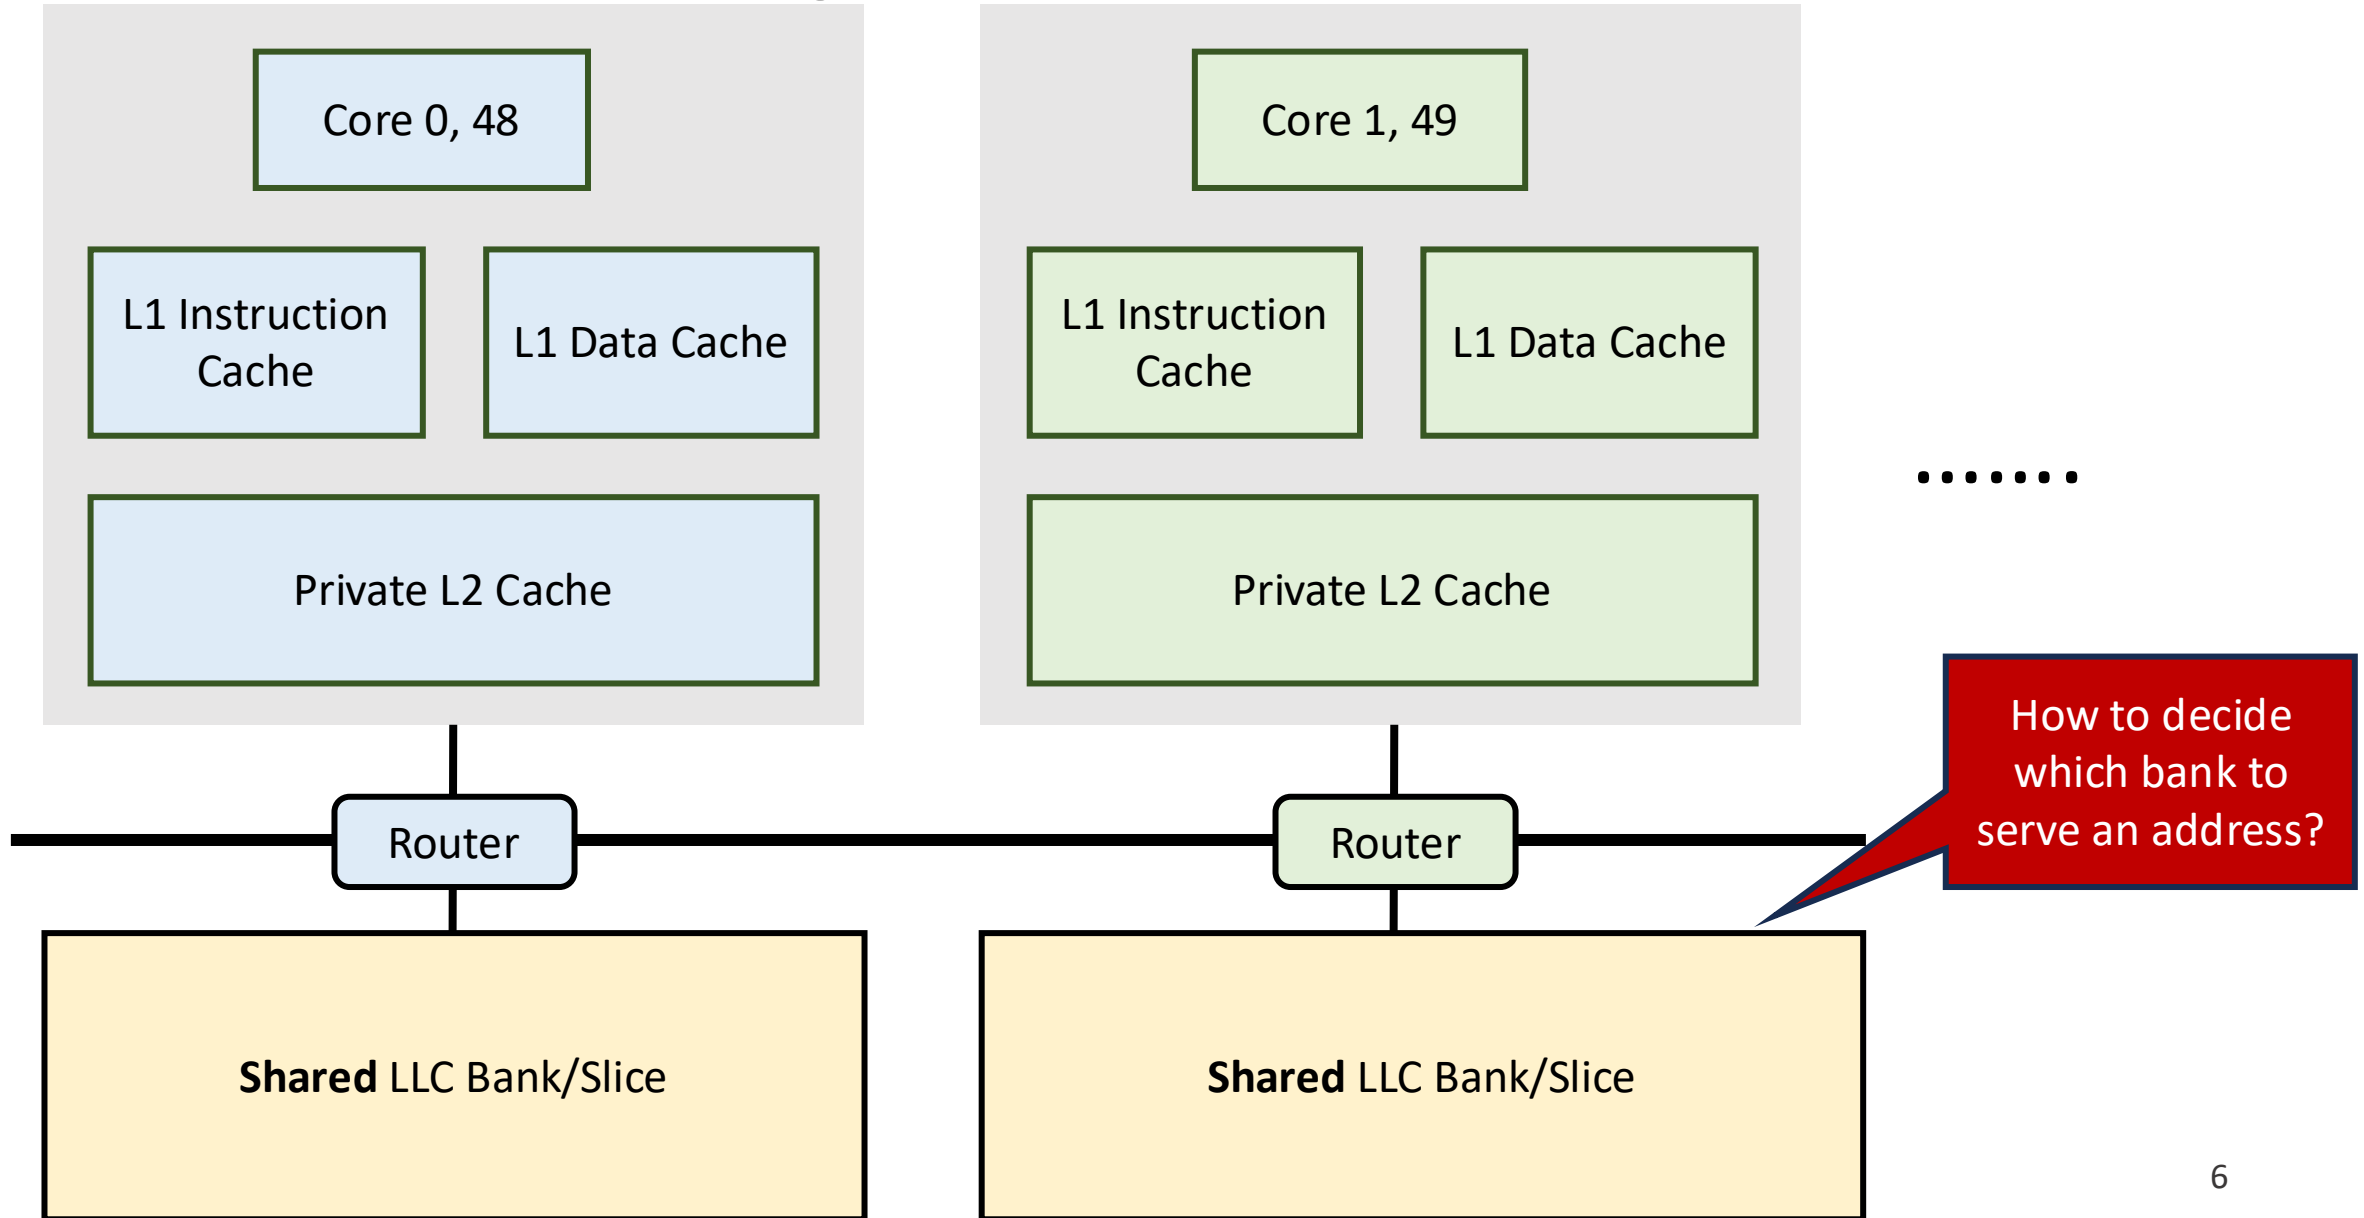 Core 0, 48
Core 1, 49
L1 Instruction
Cache
L1 Data Cache
L1 Instruction
Cache
L1 Data Cache
.......
Private L2 Cache
Private L2 Cache
How to decide
which bank to
serve an address?
Router
Router
Shared LLC Bank/Slice
Shared LLC Bank/Slice
6